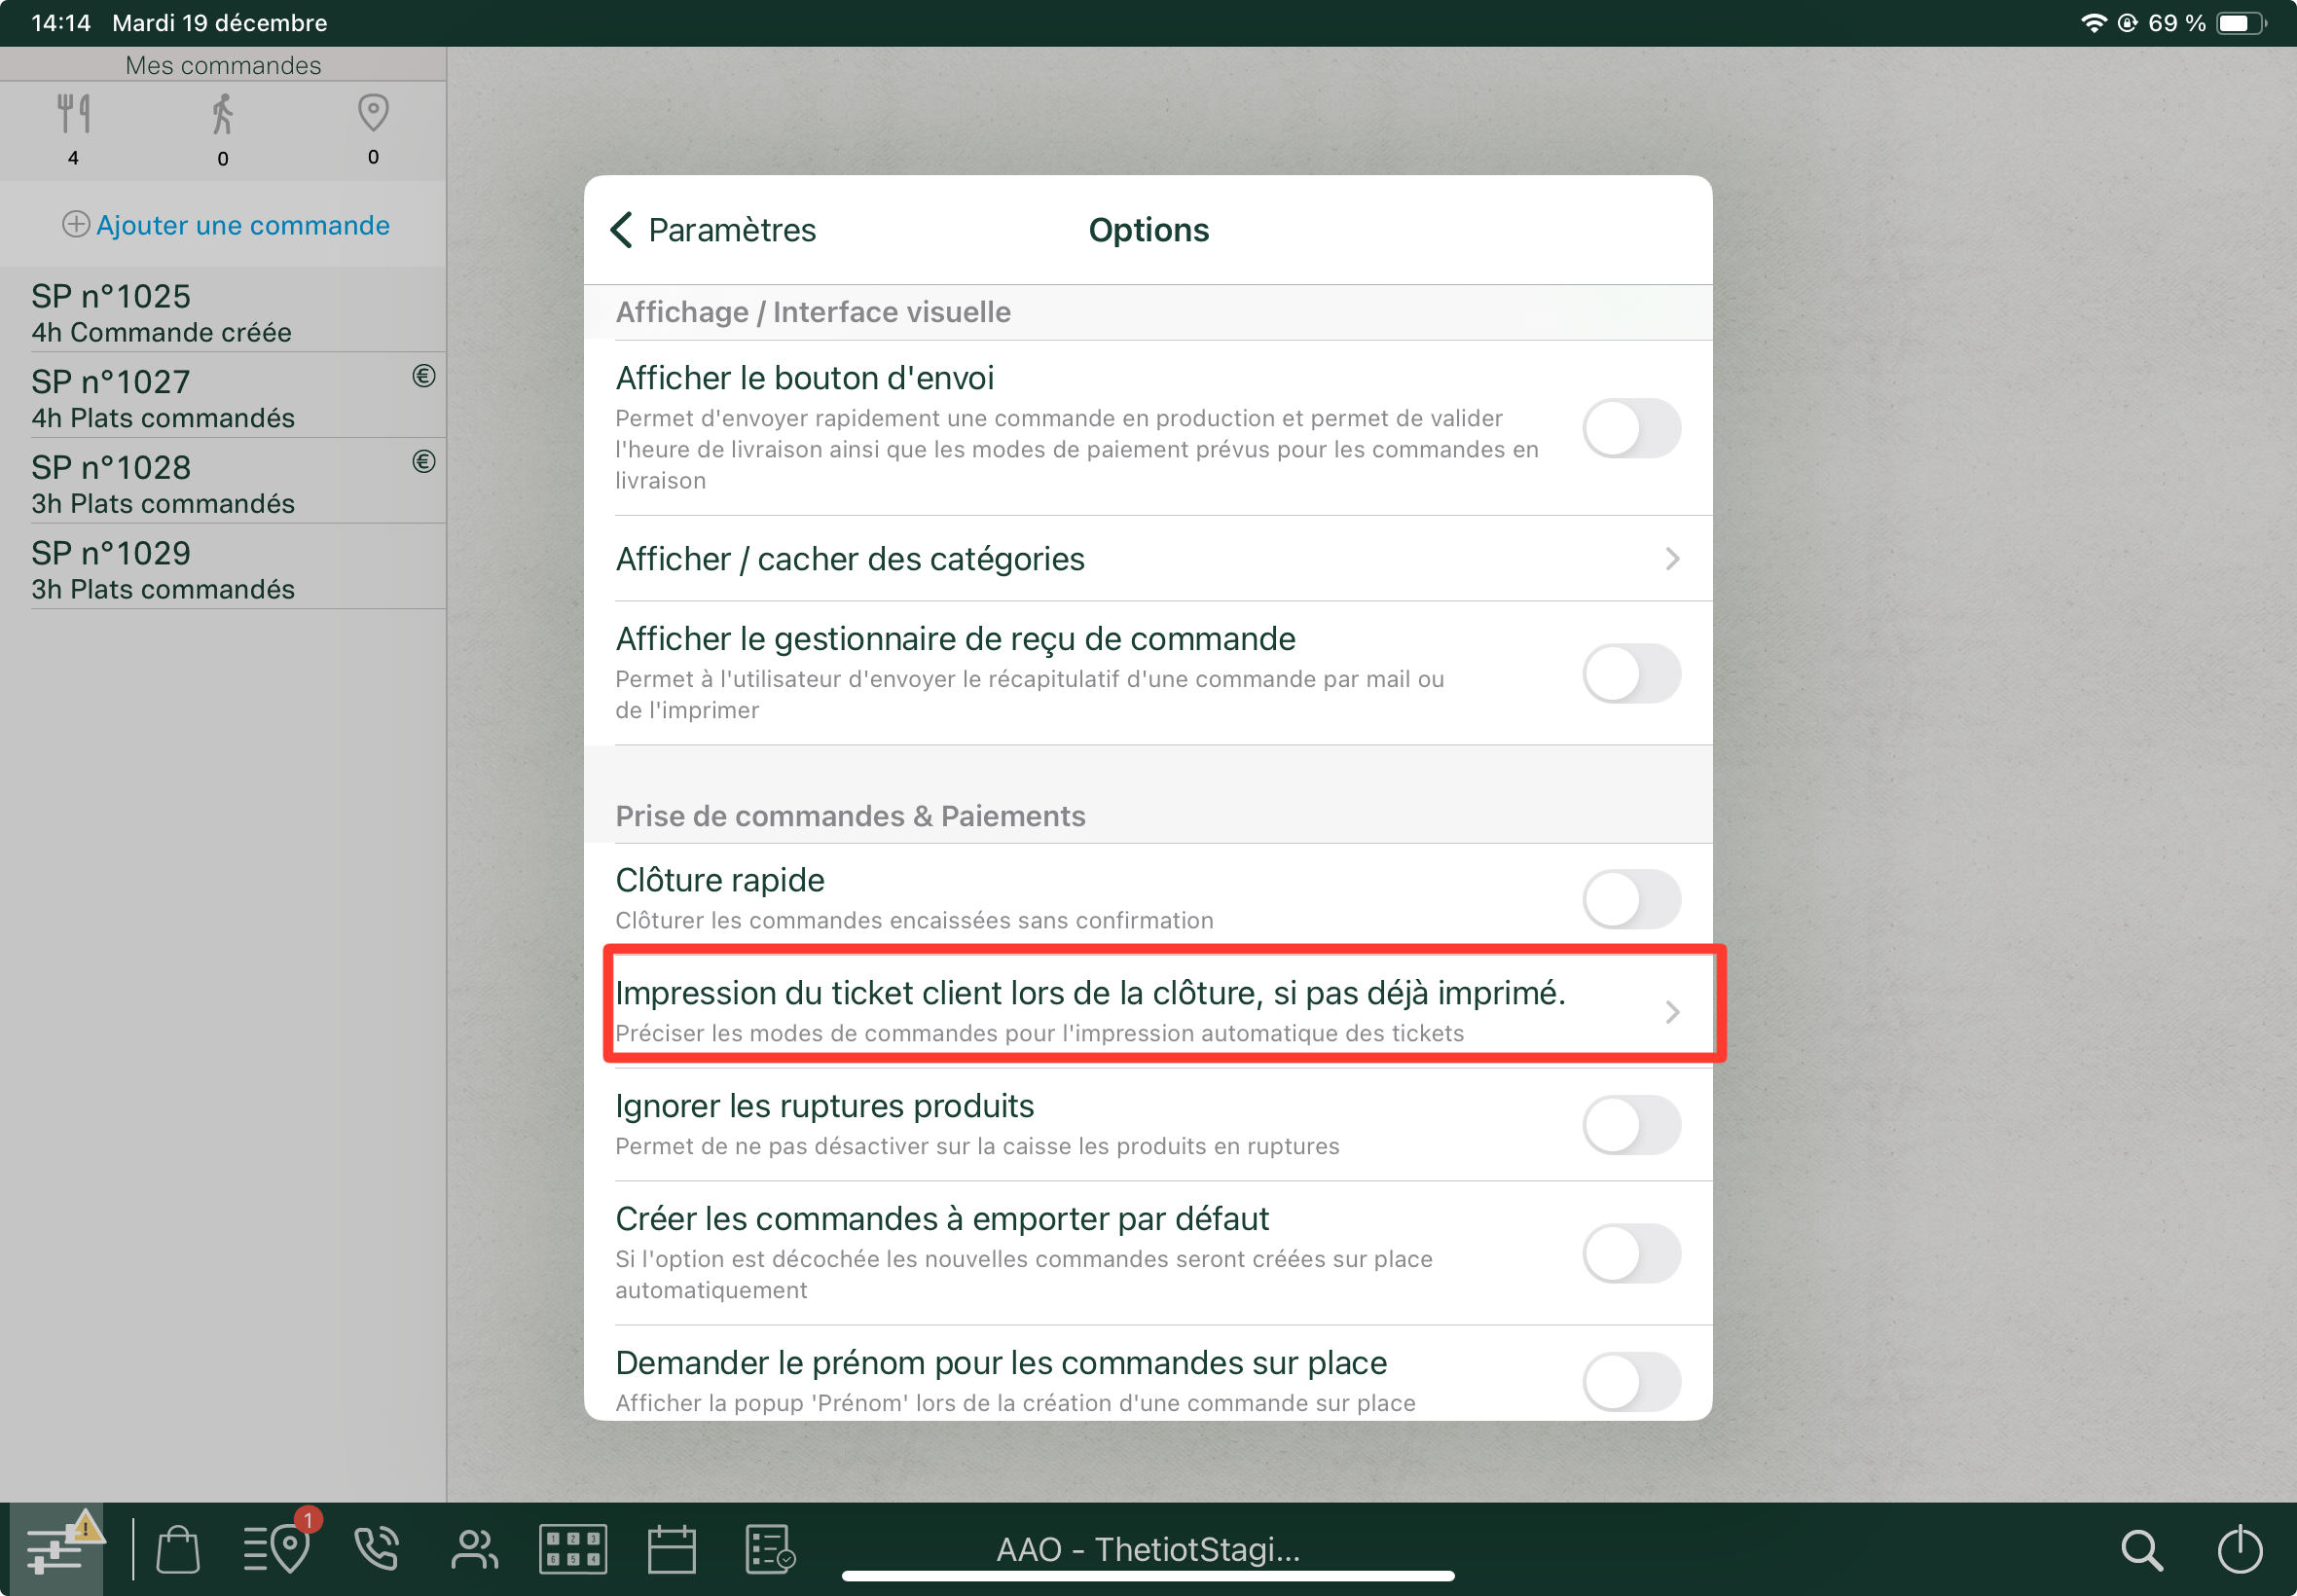 14:14 Mardi 19 décembre
69 %
Mes commandes
4
0
0
Ajouter une commande
SP n°1025
4h Commande créée
SP n°1027
4h Plats commandés
SP n°1028
3h Plats commandés
SP n°1029
3h Plats commandés
Paramètres
Options
Affichage / Interface visuelle
Afficher le bouton d'envoi
Permet d'envoyer rapidement une commande en production et permet de valider
l'heure de livraison ainsi que les modes de paiement prévus pour les commandes en
livraison
Afficher / cacher des catégories
Afficher le gestionnaire de reçu de commande
Permet à l'utilisateur d'envoyer le récapitulatif d'une commande par mail ou
de l'imprimer
Prise de commandes & Paiements
Clôture rapide
Clôturer les commandes encaissées sans confirmation
Impression du ticket client lors de la clôture, si pas déjà imprimé.
Préciser les modes de commandes pour l'impression automatique des tickets
Ignorer les ruptures produits
Permet de ne pas désactiver sur la caisse les produits en ruptures
Créer les commandes à emporter par défaut
Si l'option est décochée les nouvelles commandes seront créées sur place
automatiquement
Demander le prénom pour les commandes sur place
Afficher la popup 'Prénom' lors de la création d'une commande sur place
1
1 2 3
6 5 4
AAO - ThetiotStagi...